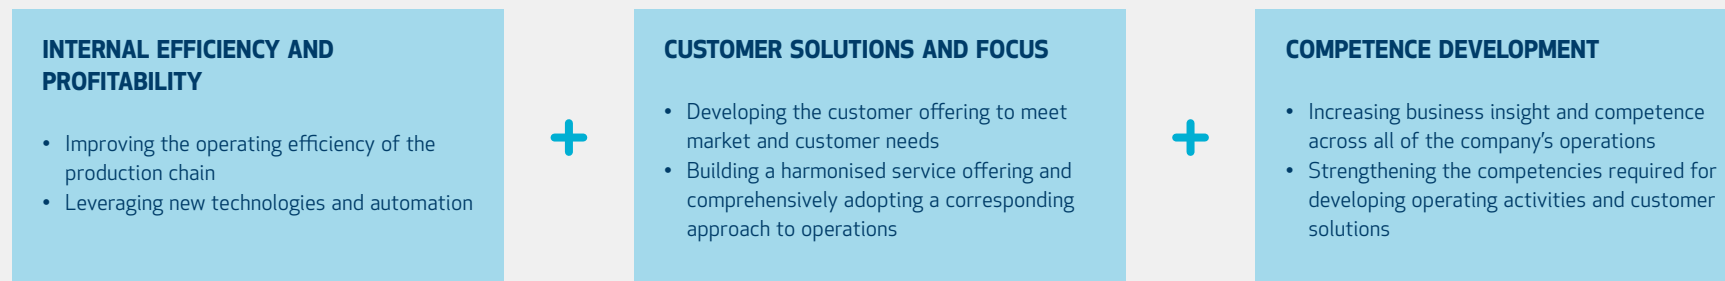 INTERNAL EFFICIENCY AND
PROFITABILITY
• Improving the operating efficiency of the
production chain
• Leveraging new technologies and automation
+
CUSTOMER SOLUTIONS AND FOCUS
• Developing the customer offering to meet
market and customer needs
• Building a harmonised service offering and
comprehensively adopting a corresponding
approach to operations
+
COMPETENCE DEVELOPMENT
• Increasing business insight and competence
across all of the company's operations
• Strengthening the competencies required for
developing operating activities and customer
solutions